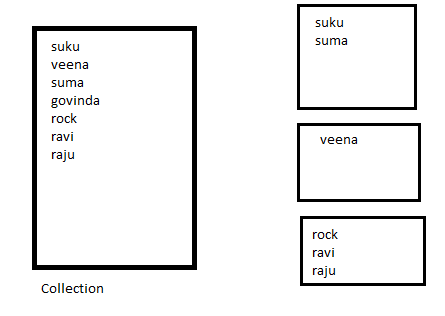 suku
veena
suma
govinda
rock
ravi
raju
Collection
suku
suma
veena
rock
ravi
raju